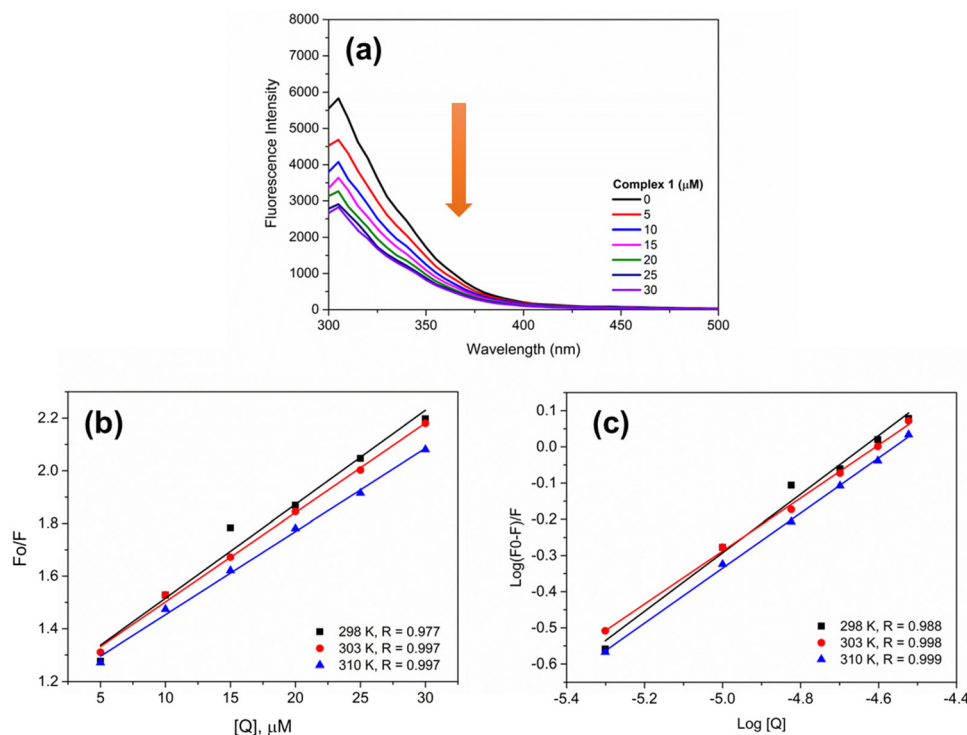 (a)
8000
7000
6000
5000
4000
3000
2000
1000
0
Fluorescence Intensity
300
350
400
450
500
Wavelength (nm)
Complex 1 (μM)
0
5
10
15
20
25
30
(b)
2.2
2.0
1.8
1.6
1.4
1.2
Fo/F
5
10
15
20
25
30
[Q], μM
298 K, R = 0.977
303 K, R = 0.997
310 K, R = 0.997
(c)
0.1
0.0
-0.1
-0.2
-0.3
-0.4
-0.5
-0.6
Log(F0-F)/F
-5.4
-5.2
-5.0
-4.8
-4.6
-4.4
Log [Q]
298 K, R = 0.988
303 K, R = 0.998
310 K, R = 0.999